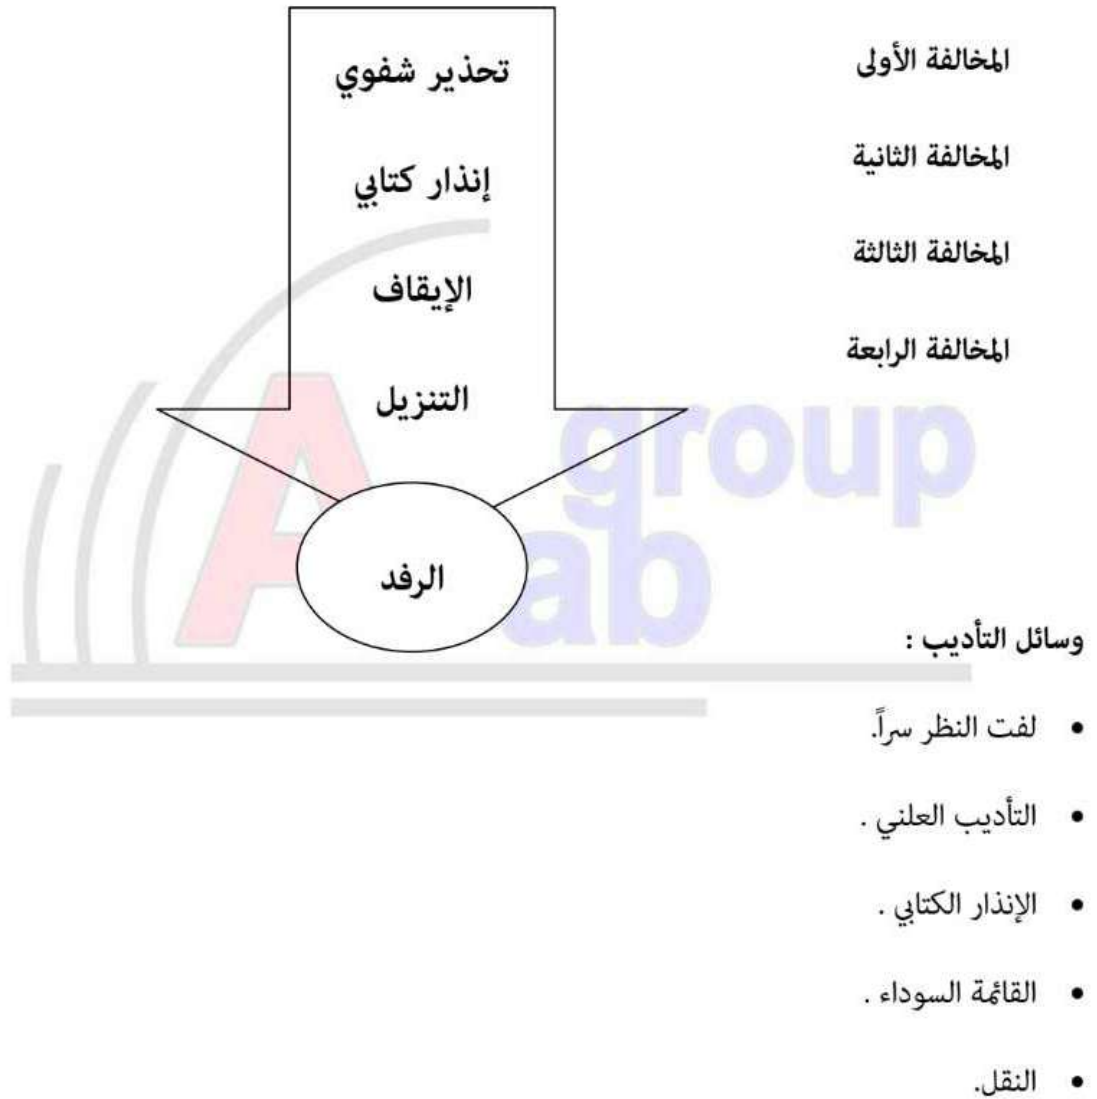 المخالفة الأولى
تحذير شفوي
المخالفة الثانية
إنذار كتابي
المخالفة الثالثة
الإيقاف
المخالفة الرابعة
التنزيل
الرفد
group
ab
A
وسائل التأديب :
• لفت النظر سراً.
• التأديب العلني .
• الإنذار الكتابي .
• القائمة السوداء .
• النقل.